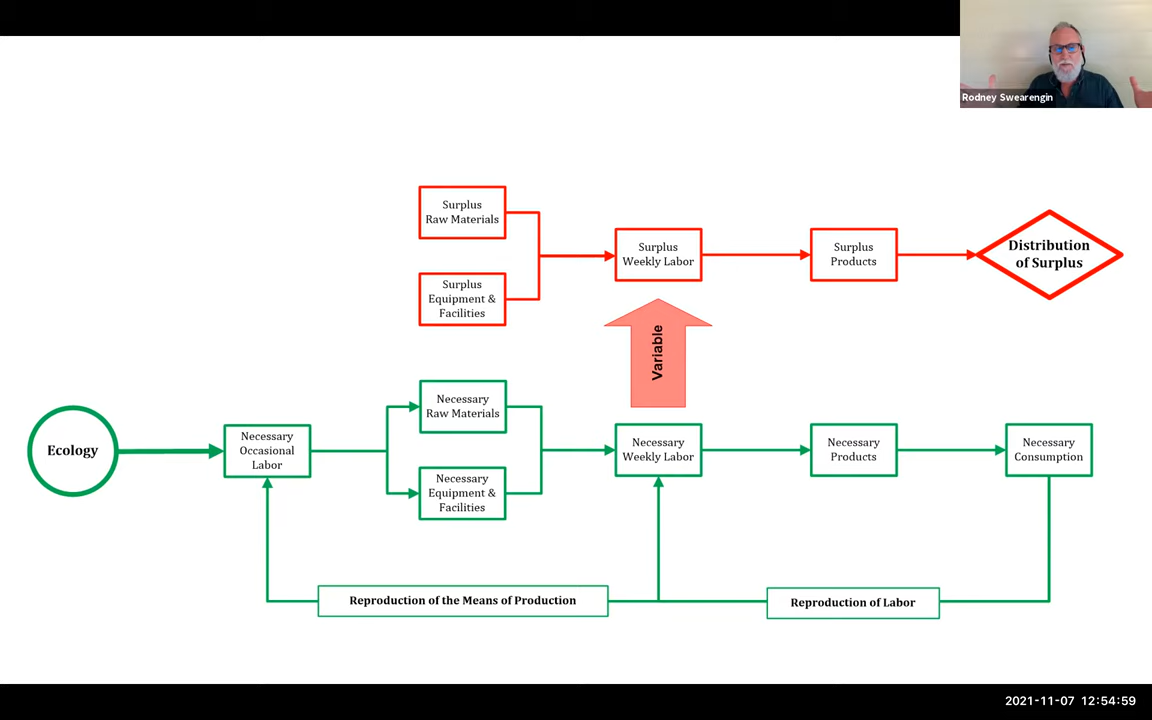 Rodney Swearengin
Surplus
Raw Materials
Surplus
Equipment &
Facilities
Surplus
Weekly Labor
Surplus
Products
Distribution
of Surplus
Variable
Ecology
Necessary
Occasional
Labor
Necessary
Raw Materials
Necessary
Equipment &
Facilities
Necessary
Weekly Labor
Necessary
Products
Necessary
Consumption
Reproduction of the Means of Production
Reproduction of Labor
2021-11-07 12:54:59